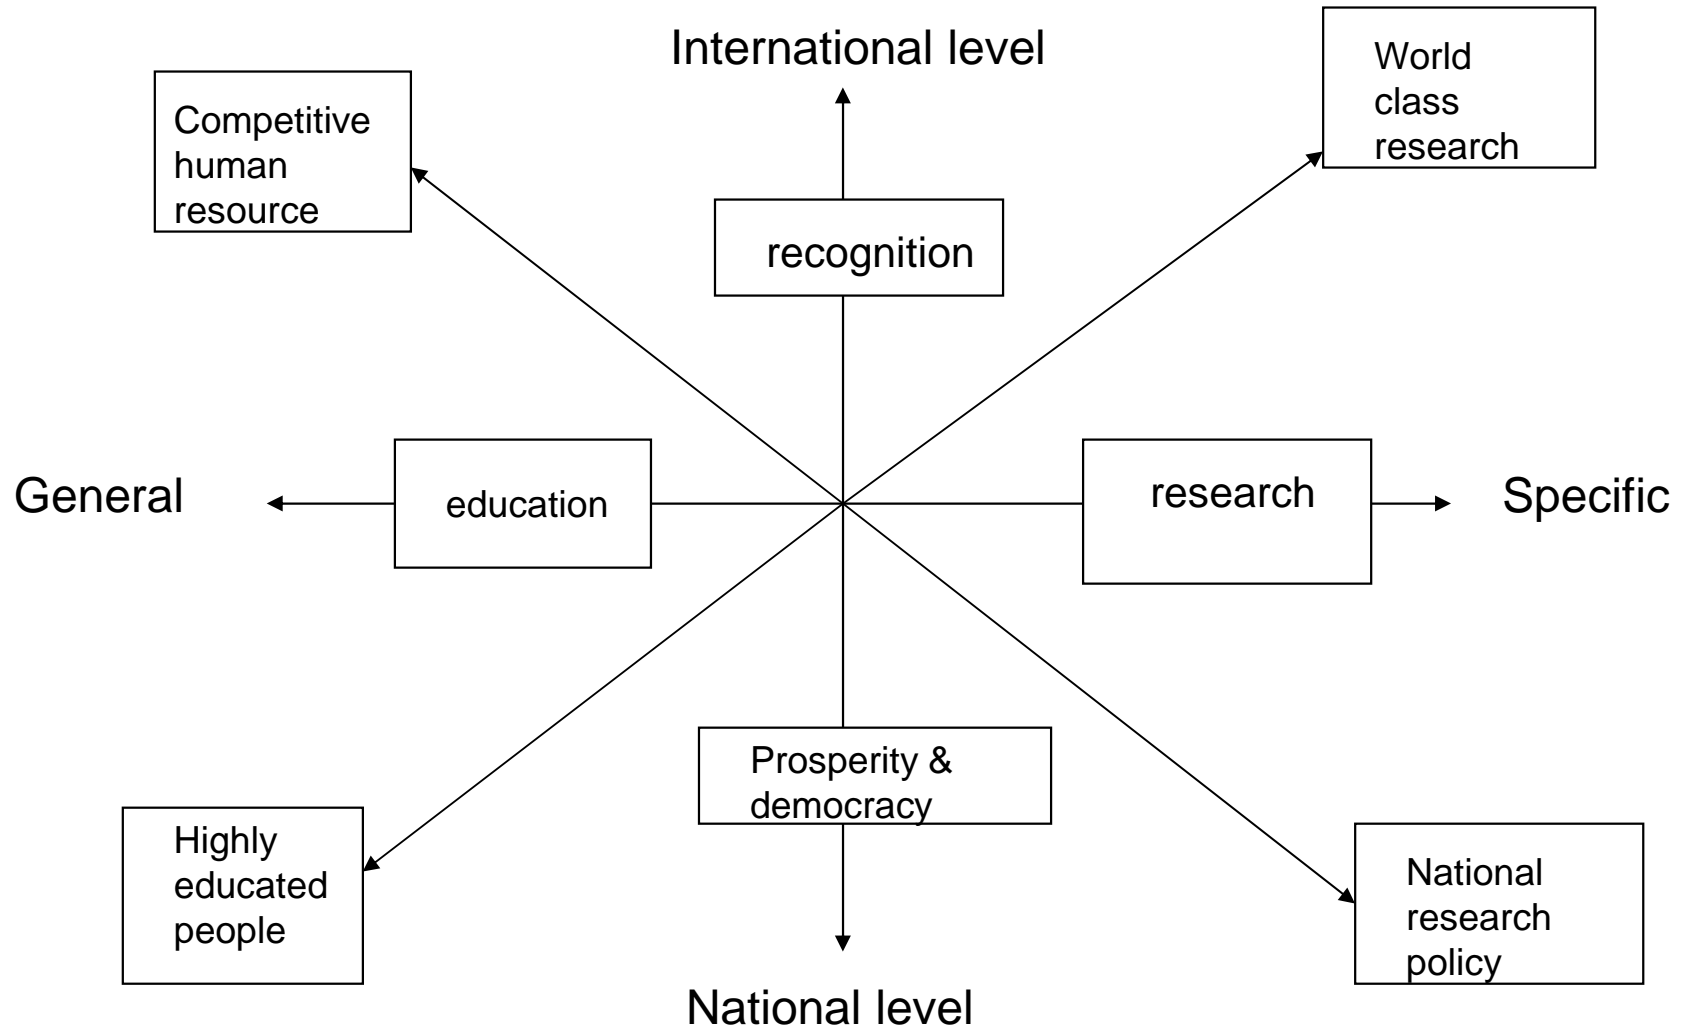 International level
World
class
research
Competitive
human
resource
recognition
General
education
research
Specific
Prosperity &
democracy
Highly
educated
people
National
research
policy
National level